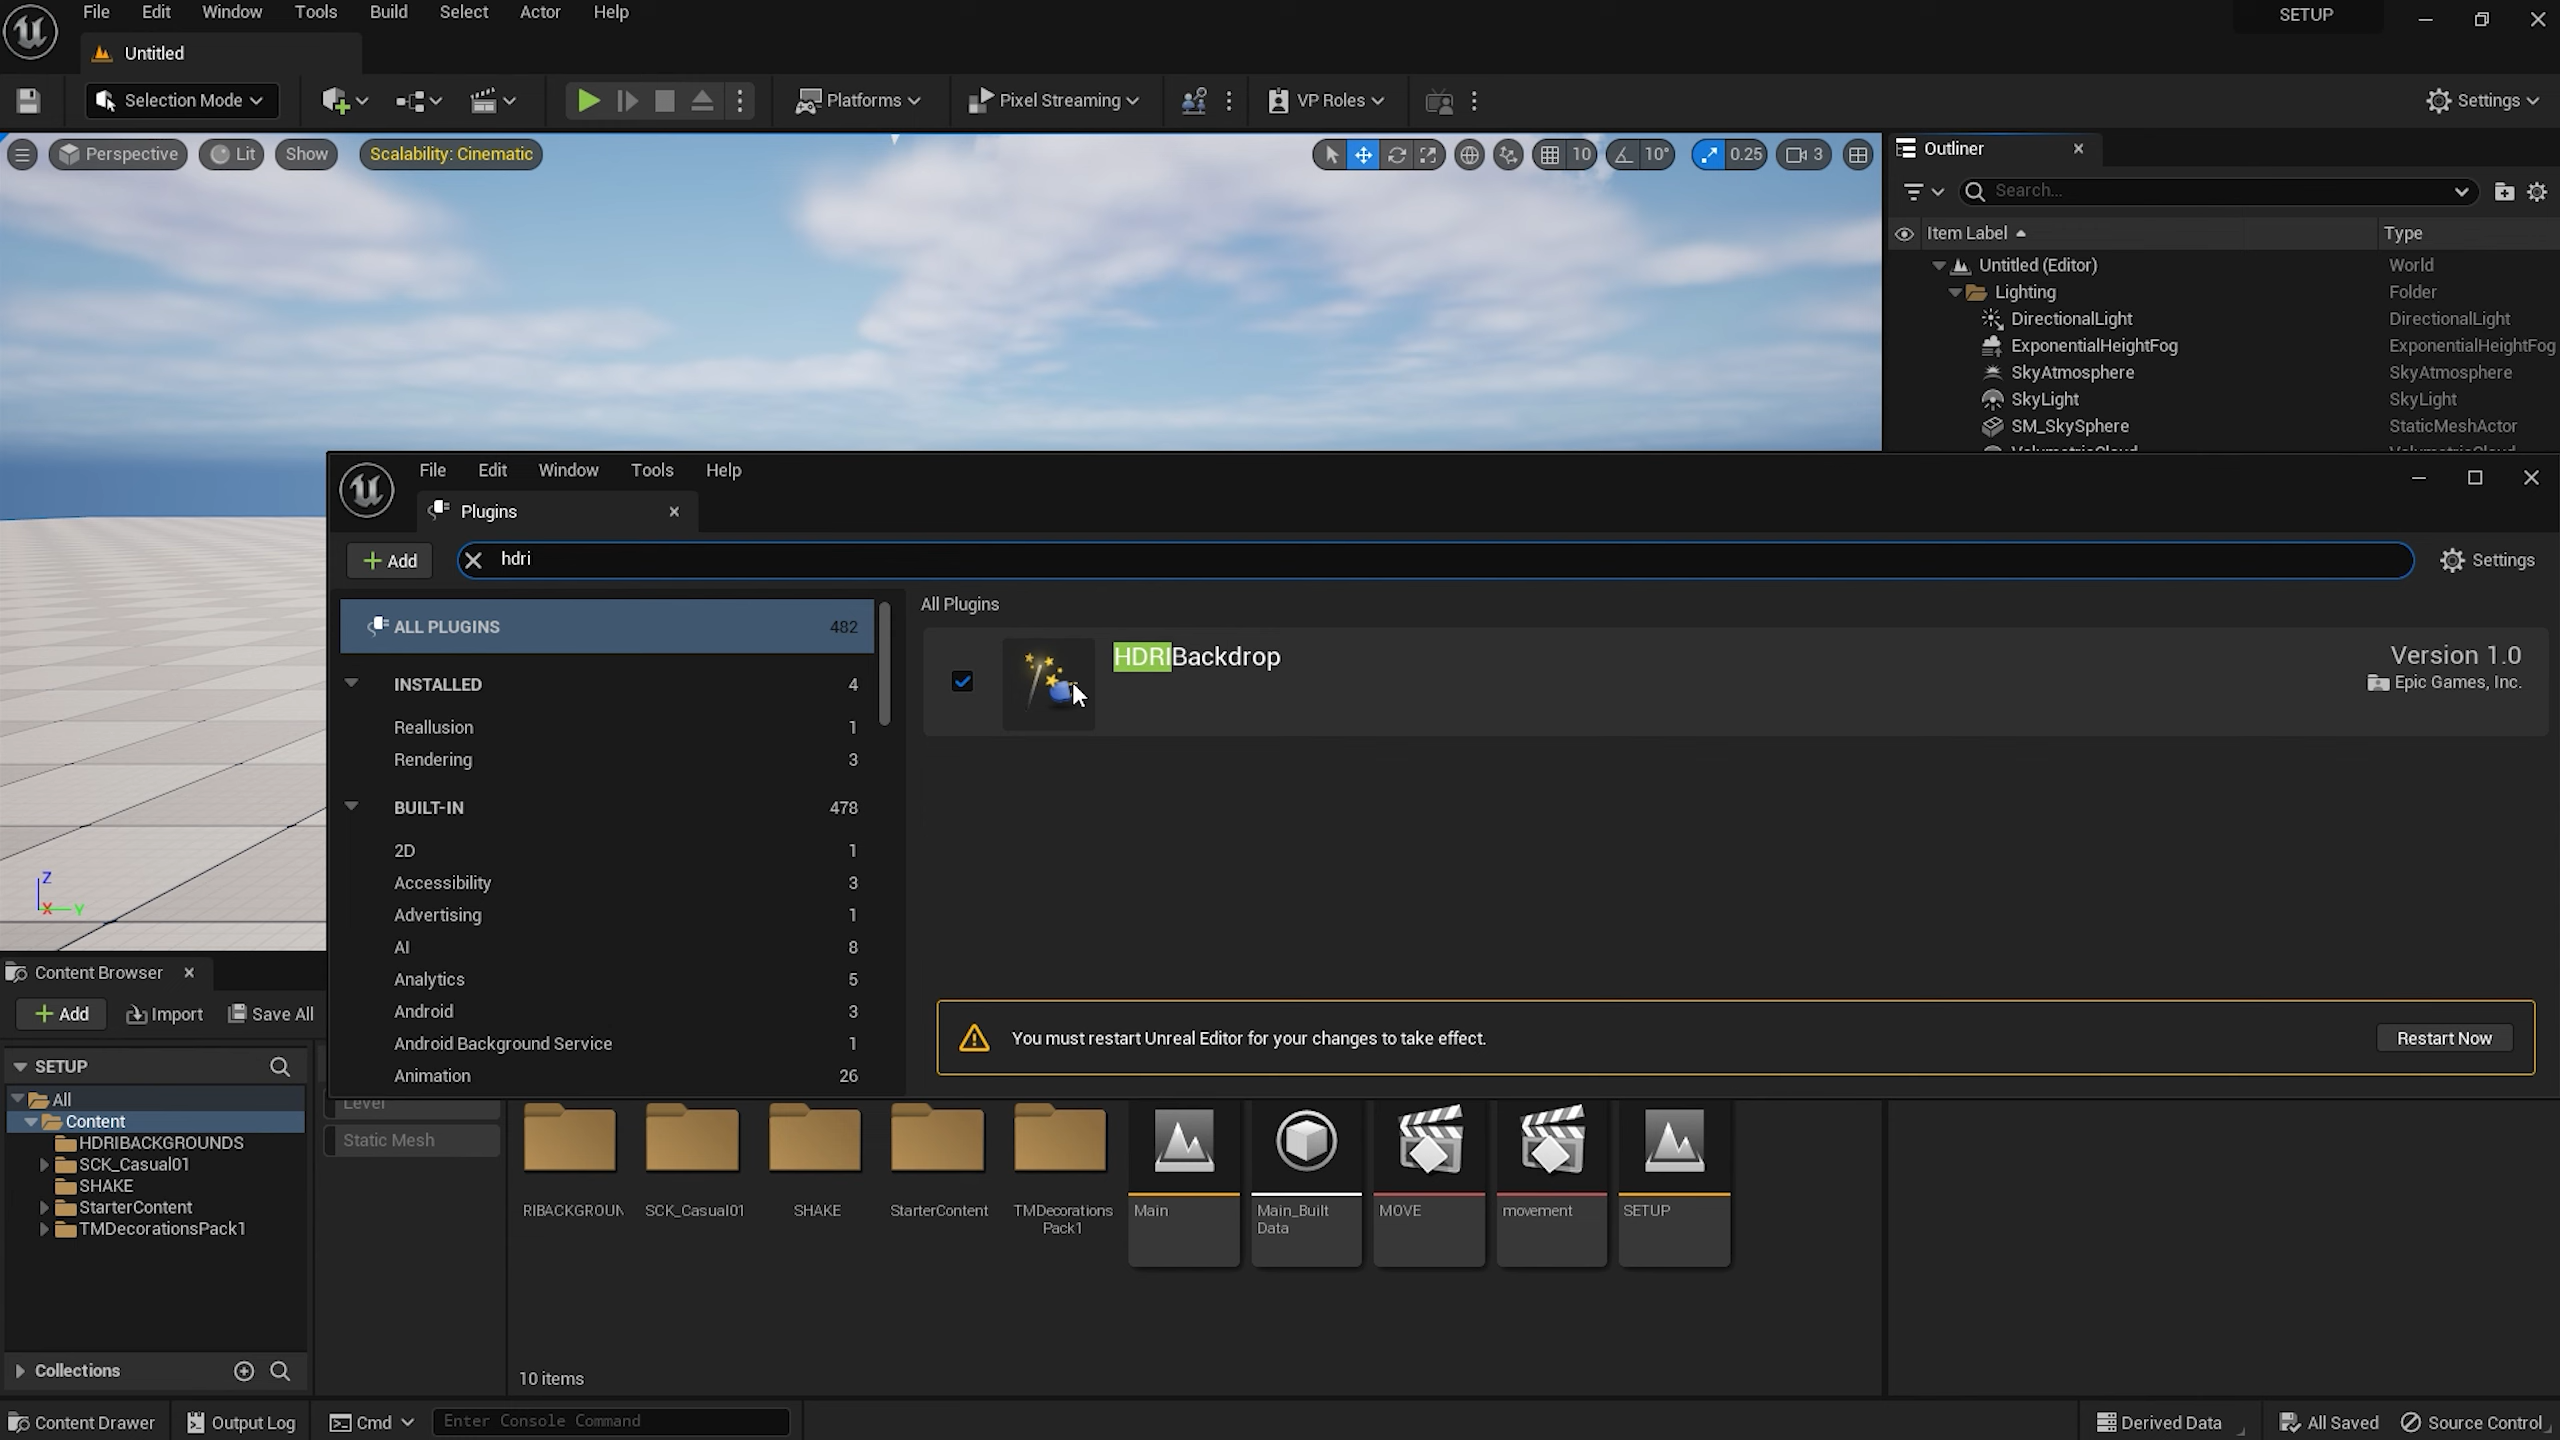 File Edit Window Tools Build Select Actor Help
SETUP
Untitled
Selection Mode
Platforms
Pixel Streaming
VP Roles
Settings
Perspective
Lit
Show
Scalability: Cinematic
10
10°
0.25
3
Outliner
Search...
Item Label
Type
Untitled (Editor) World
Lighting Folder
DirectionalLight DirectionalLight
ExponentialHeightFog ExponentialHeightFog
SkyAtmosphere SkyAtmosphere
SkyLight SkyLight
SM_SkySphere StaticMeshActor
File Edit Window Tools Help
Plugins
Add
hdri
Settings
ALL PLUGINS 482
INSTALLED 4
Reallusion 1
Rendering 3
BUILT-IN 478
2D 1
Accessibility 3
Advertising 1
AI 8
Analytics 5
Android 3
Android Background Service 1
Animation 26
All Plugins
HDRIBackdrop
Version 1.0
Epic Games, Inc.
You must restart Unreal Editor for your changes to take effect.
Restart Now
Z
X
Y
Content Browser
Add
Import
Save All
SETUP
All
Content
HDRIBACKGROUNDS
SCK_Casual01
SHAKE
StarterContent
TMDecorationsPack1
Collections
Level
Static Mesh
RIBACKGROUN
SCK_Casual01
SHAKE
StarterContent
TMDecorations
Pack1
Main
Main_Built
Data
MOVE
movement
SETUP
10 items
Content Drawer
Output Log
Cmd
Enter Console Command
Derived Data
All Saved
Source Control